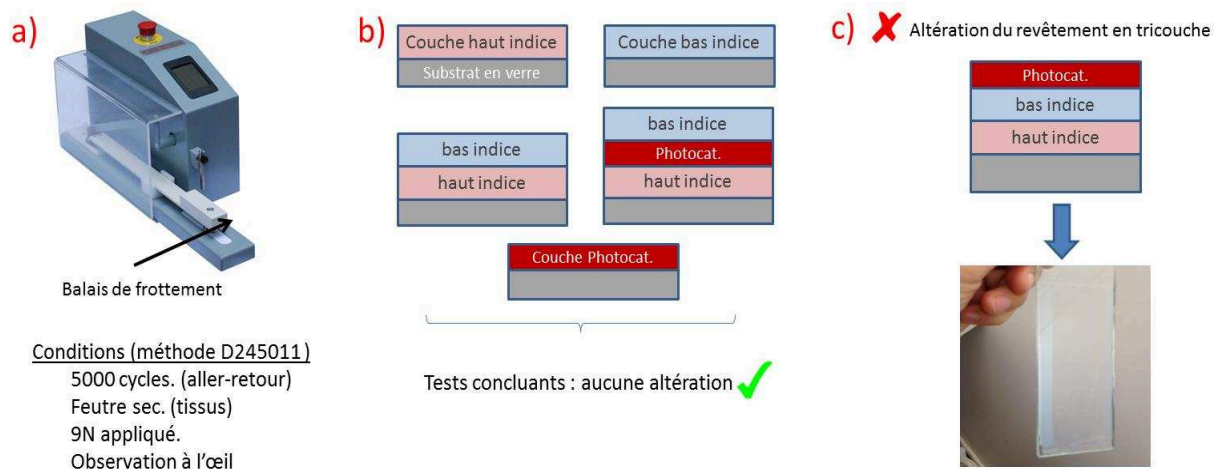 a)
Balais de frottement
Conditions (méthode D245011)
5000 cycles. (aller-retour)
Feutre sec. (tissus)
9N appliqué.
Observation à l'œil
b)
Couche haut indice
Substrat en verre
Couche bas indice
bas indice
haut indice
bas indice
Photocat.
haut indice
Couche Photocat.
Tests concluants : aucune altération
c)
Altération du revêtement en tricouche
Photocat.
bas indice
haut indice